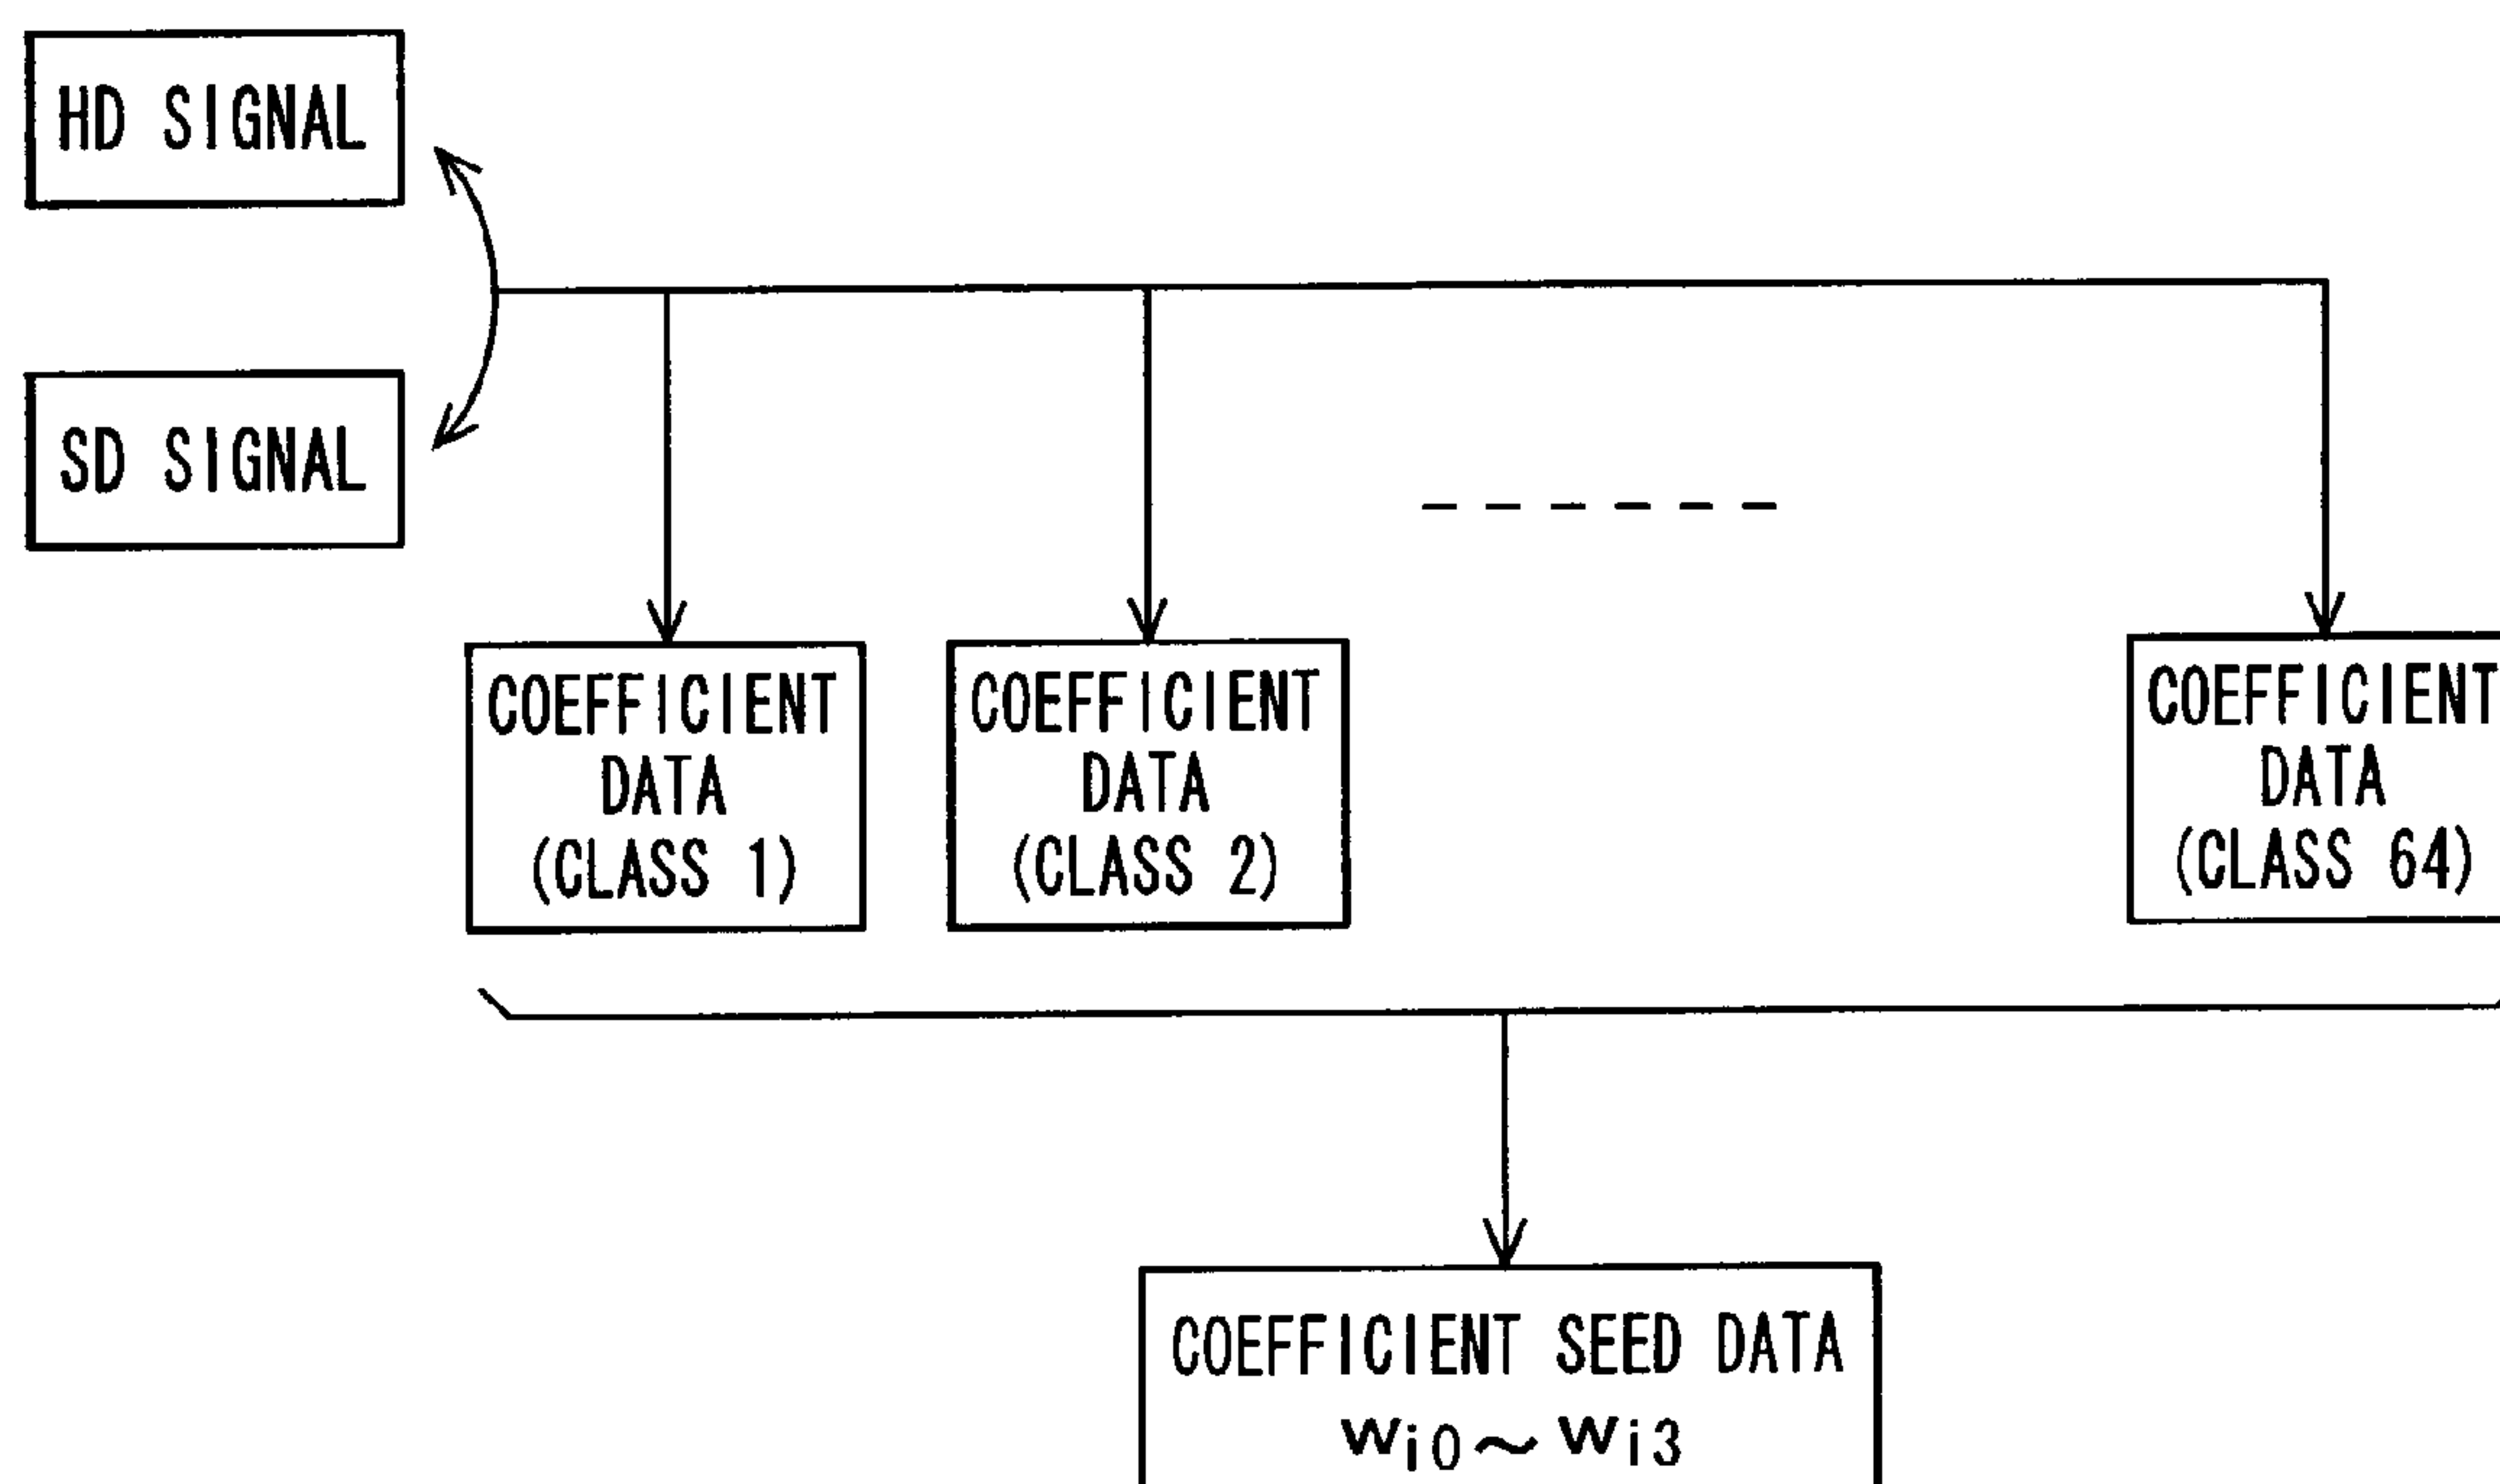 HD SIGNAL
SD SIGNAL
COEFFICIENT
DATA
(CLASS 1)
COEFFICIENT
DATA
(CLASS 2)
COEFFICIENT
DATA
(CLASS 64)
COEFFICIENT SEED DATA
wi0～wi3